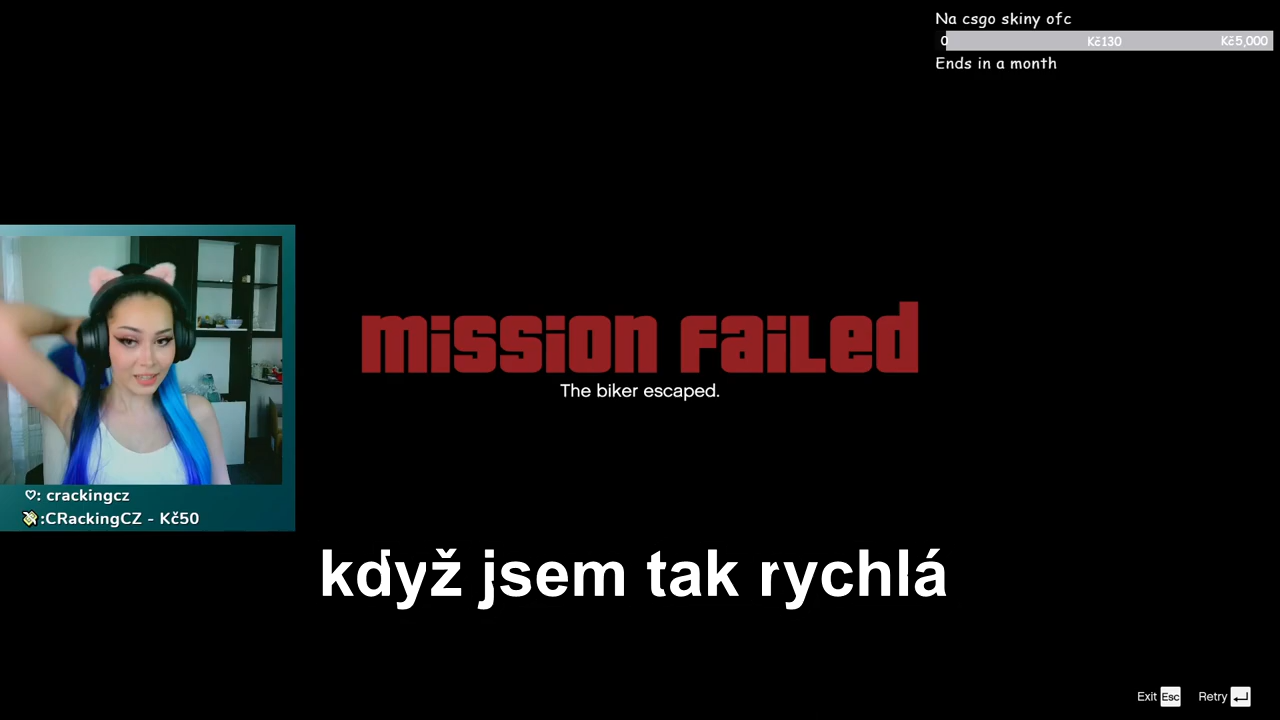 Na csgo skiny ofc
0 Kč130 Kč5,000
Ends in a month
mission failed
The biker escaped.
♡: crackingcz
💸:CRackingCZ - Kč50
když jsem tak rychlá
Exit Esc Retry